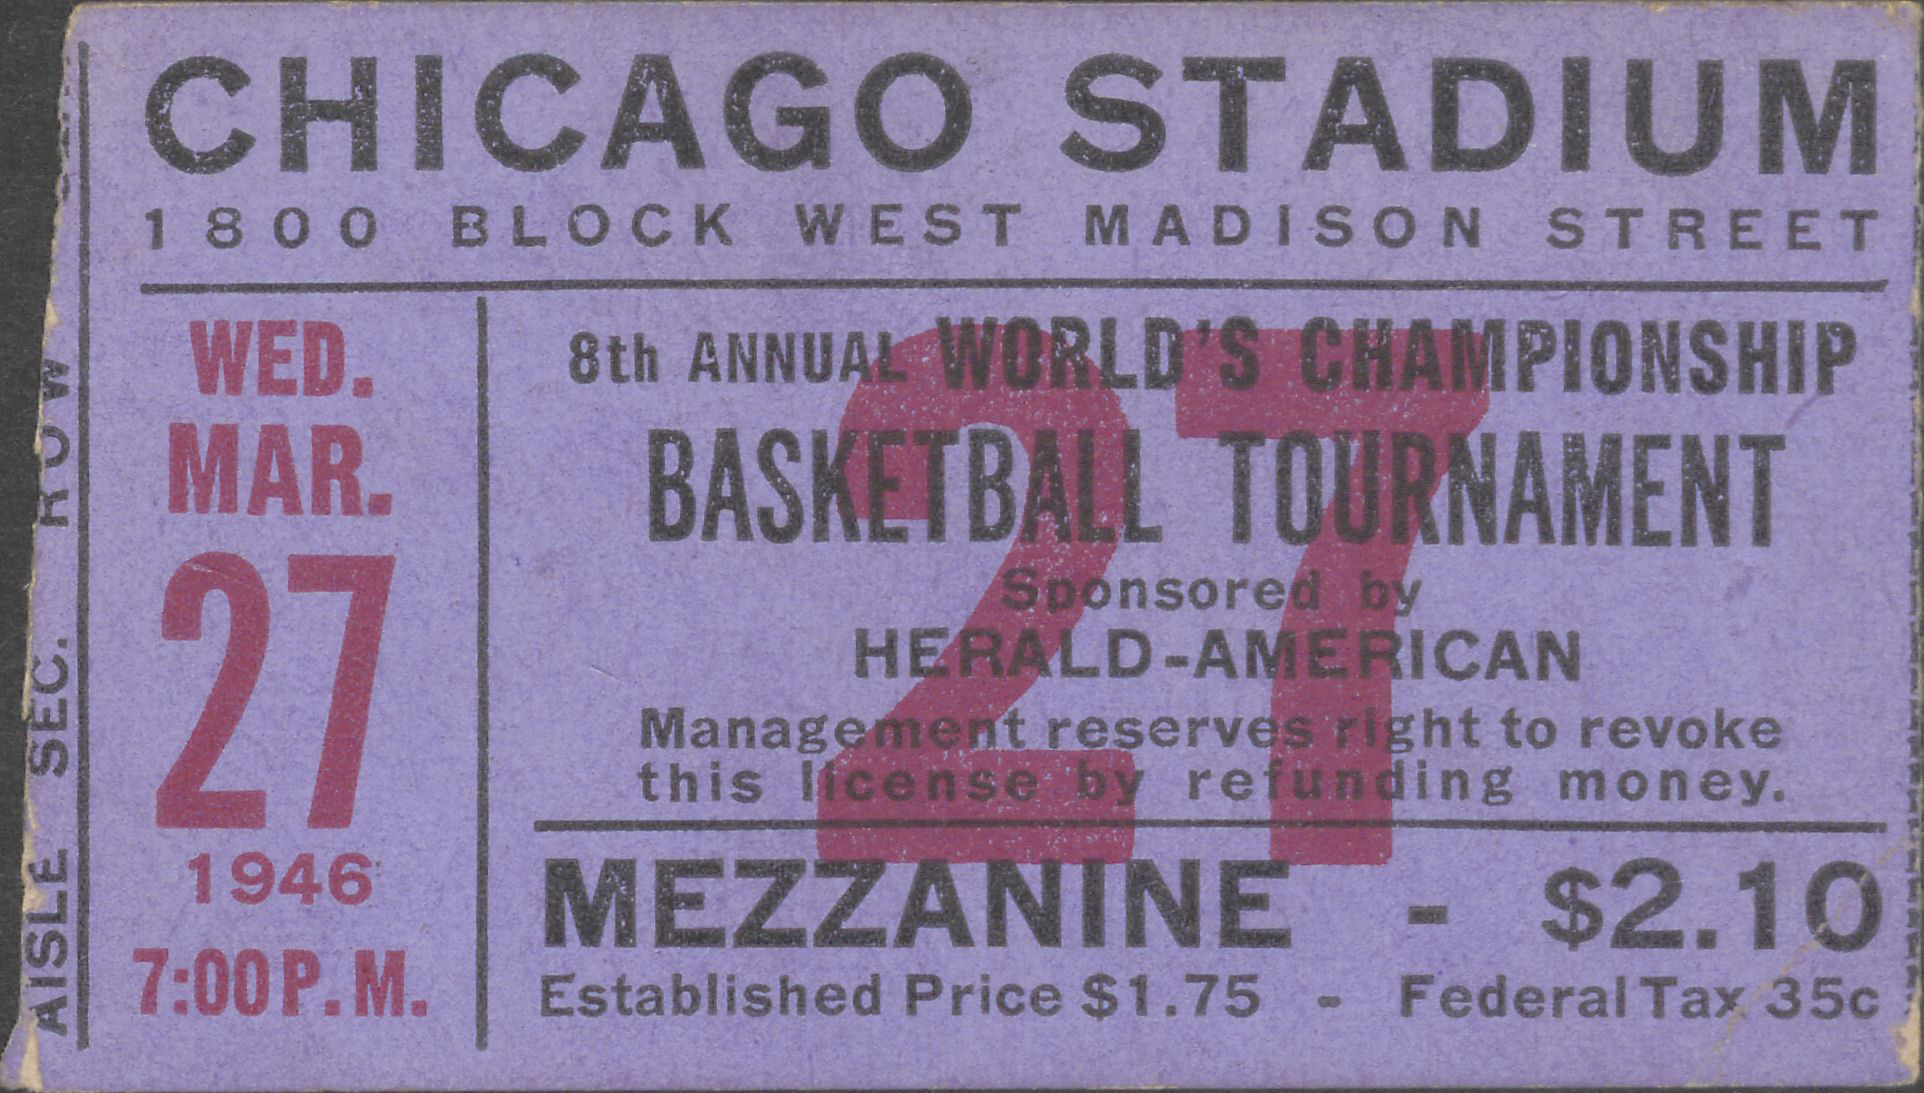 CHICAGO STADIUM
1800 BLOCK WEST MADISON STREET
WED.
MAR.
27
1946
7:00 P.M.
8th ANNUAL WORLD'S CHAMPIONSHIP
BASKETBALL TOURNAMENT
Sponsored by
HERALD-AMERICAN
Management reserves right to revoke
this license by refunding money.
27
MEZZANINE - $2.10
Established Price $1.75 - Federal Tax 35c
AISLE SEC. ROW